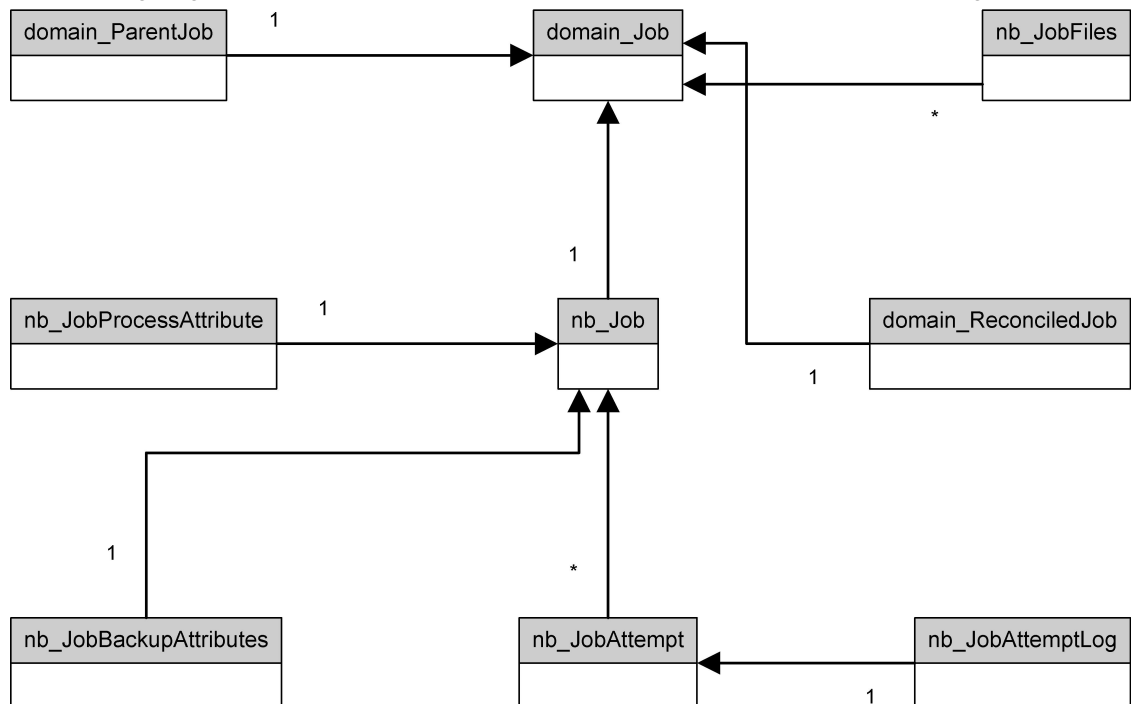 1
domain_ParentJob
domain_Job
nb_JobFiles
*
1
nb_JobProcessAttribute
1
nb_Job
domain_ReconciledJob
1
1
*
nb_JobBackupAttributes
nb_JobAttempt
nb_JobAttemptLog
1